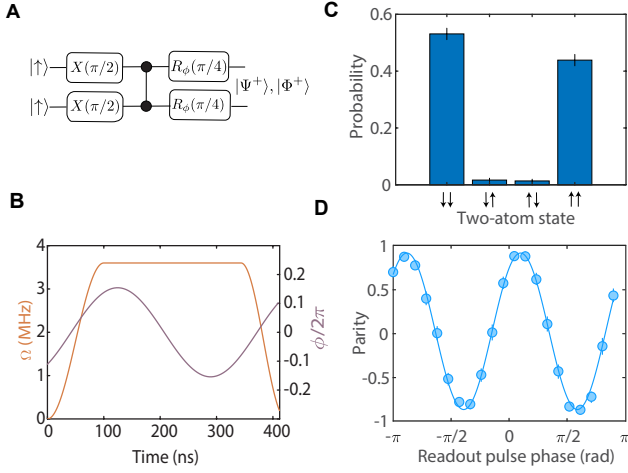 A
|↑⟩ X(π/2) R_ϕ(π/4)
|Ψ⁺⟩, |Φ⁺⟩
|↑⟩ X(π/2) R_ϕ(π/4)
B
4
3
2
1
0
Ω (MHz)
0.2
0.1
0
-0.1
-0.2
ϕ/2π
0 100 200 300 400
Time (ns)
C
0.6
0.4
0.2
0
Probability
↓↓ ↓↑ ↑↓ ↑↑
Two-atom state
D
1
0.5
0
-0.5
-1
Parity
-π -π/2 0 π/2 π
Readout pulse phase (rad)